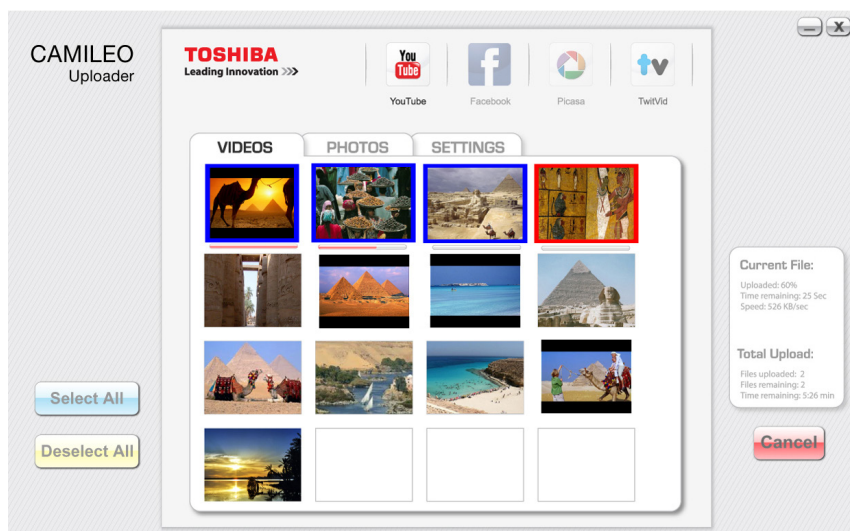 CAMILEO
Uploader
TOSHIBA
Leading Innovation >>>
You
Tube
YouTube
f
Facebook
Picasa
tv
TwitVid
X
VIDEOS
PHOTOS
SETTINGS
Current File:
Uploaded: 60%
Time remaining: 25 Sec
Speed: 526 KB/sec
Total Upload:
Files uploaded: 2
Files remaining: 2
Time remaining: 5:26 min
Select All
Deselect All
Cancel